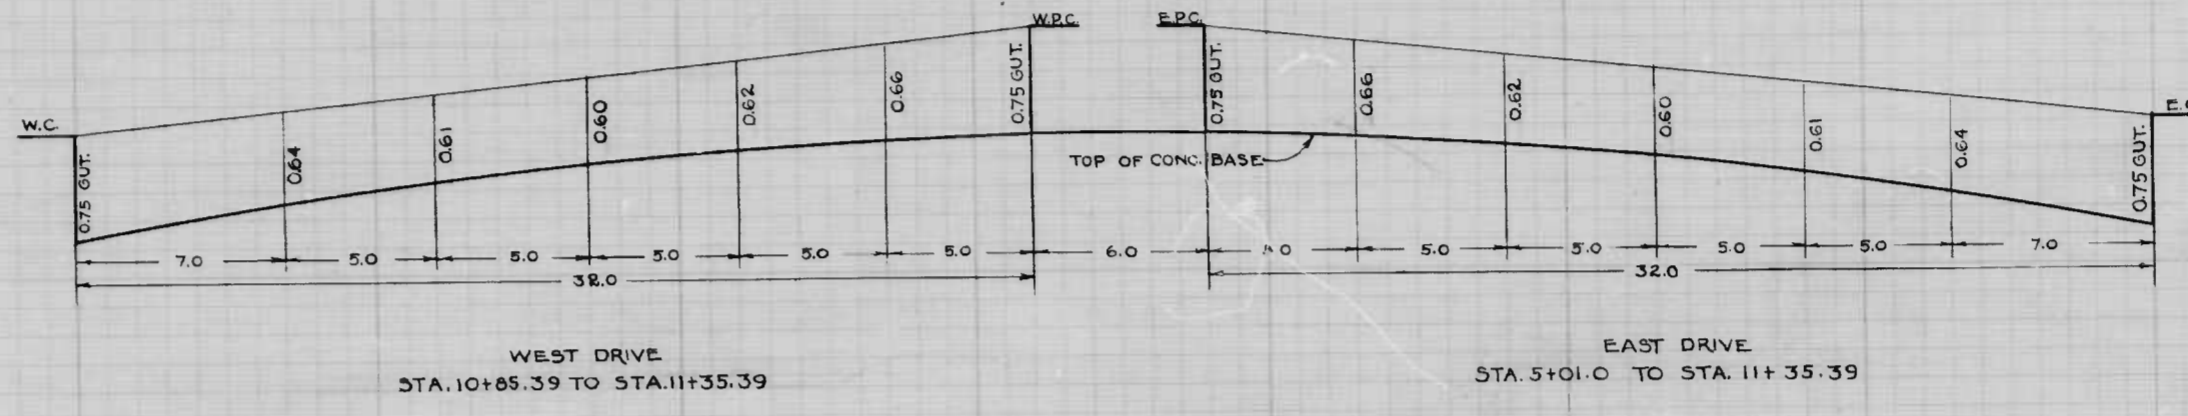 W.P.C. E.P.C.
W.C. E.C
0.75 GUT. 0.64 0.61 0.60 0.62 0.66 0.75 GUT. 0.75 GUT. 0.66 0.62 0.60 0.61 0.64 0.75 GUT.
TOP OF CONC. BASE
7.0 5.0 5.0 5.0 5.0 5.0 6.0 5.0 5.0 5.0 5.0 7.0
32.0 32.0
WEST DRIVE
STA. 10+85.39 TO STA. 11+35.39
EAST DRIVE
STA. 5+01.0 TO STA. 11+35.39